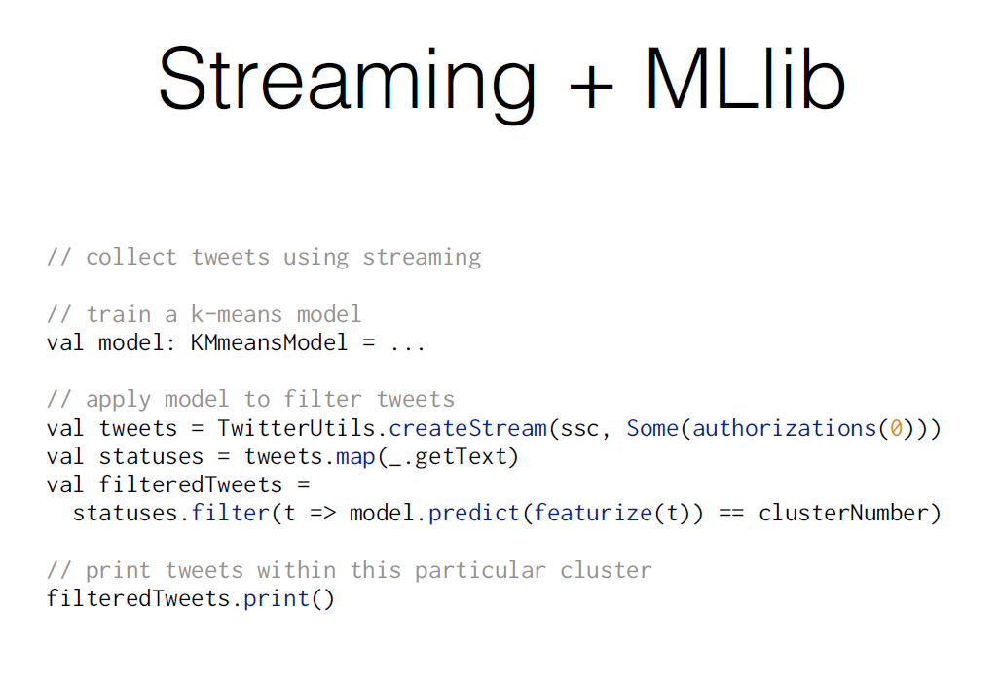 Streaming + MLlib
// collect tweets using streaming
// train a k-means model
val model: KMmeansModel = ...
// apply model to filter tweets
val tweets = TwitterUtils.createStream(ssc, Some(authorizations(0)))
val statuses = tweets.map(_.getText)
val filteredTweets =
  statuses.filter(t => model.predict(featurize(t)) == clusterNumber)
// print tweets within this particular cluster
filteredTweets.print()